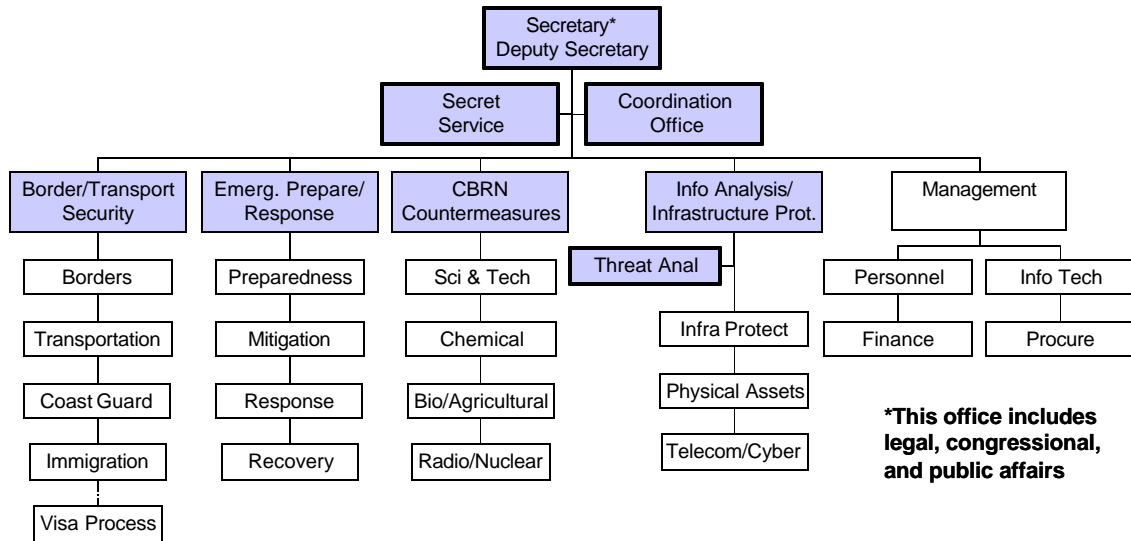 Secretary*
Deputy Secretary
Secret
Service
Coordination
Office
Border/Transport
Security
Emerg. Prepare/
Response
CBRN
Countermeasures
Info Analysis/
Infrastructure Prot.
Management
Borders
Transportation
Coast Guard
Immigration
Visa Process
Preparedness
Mitigation
Response
Recovery
Sci & Tech
Chemical
Bio/Agricultural
Radio/Nuclear
Threat Anal
Infra Protect
Physical Assets
Telecom/Cyber
Personnel
Finance
Info Tech
Procure
*This office includes
legal, congressional,
and public affairs